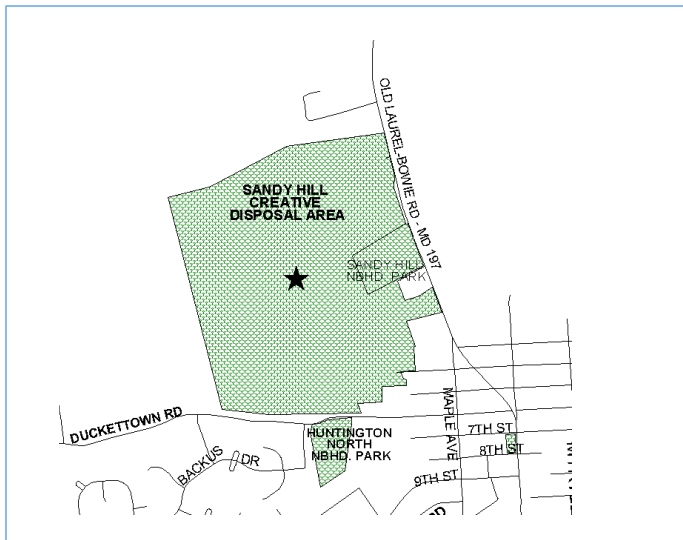 OLD LAUREL-BOWIE RD - MD 197
SANDY HILL
CREATIVE
DISPOSAL AREA
SANDY HILL
NBHD. PARK
DUCKETTOWN RD
MAPLE AVE
HUNTINGTON
NORTH
NBHD. PARK
7TH ST
8TH ST
9TH ST
BACKUS DR